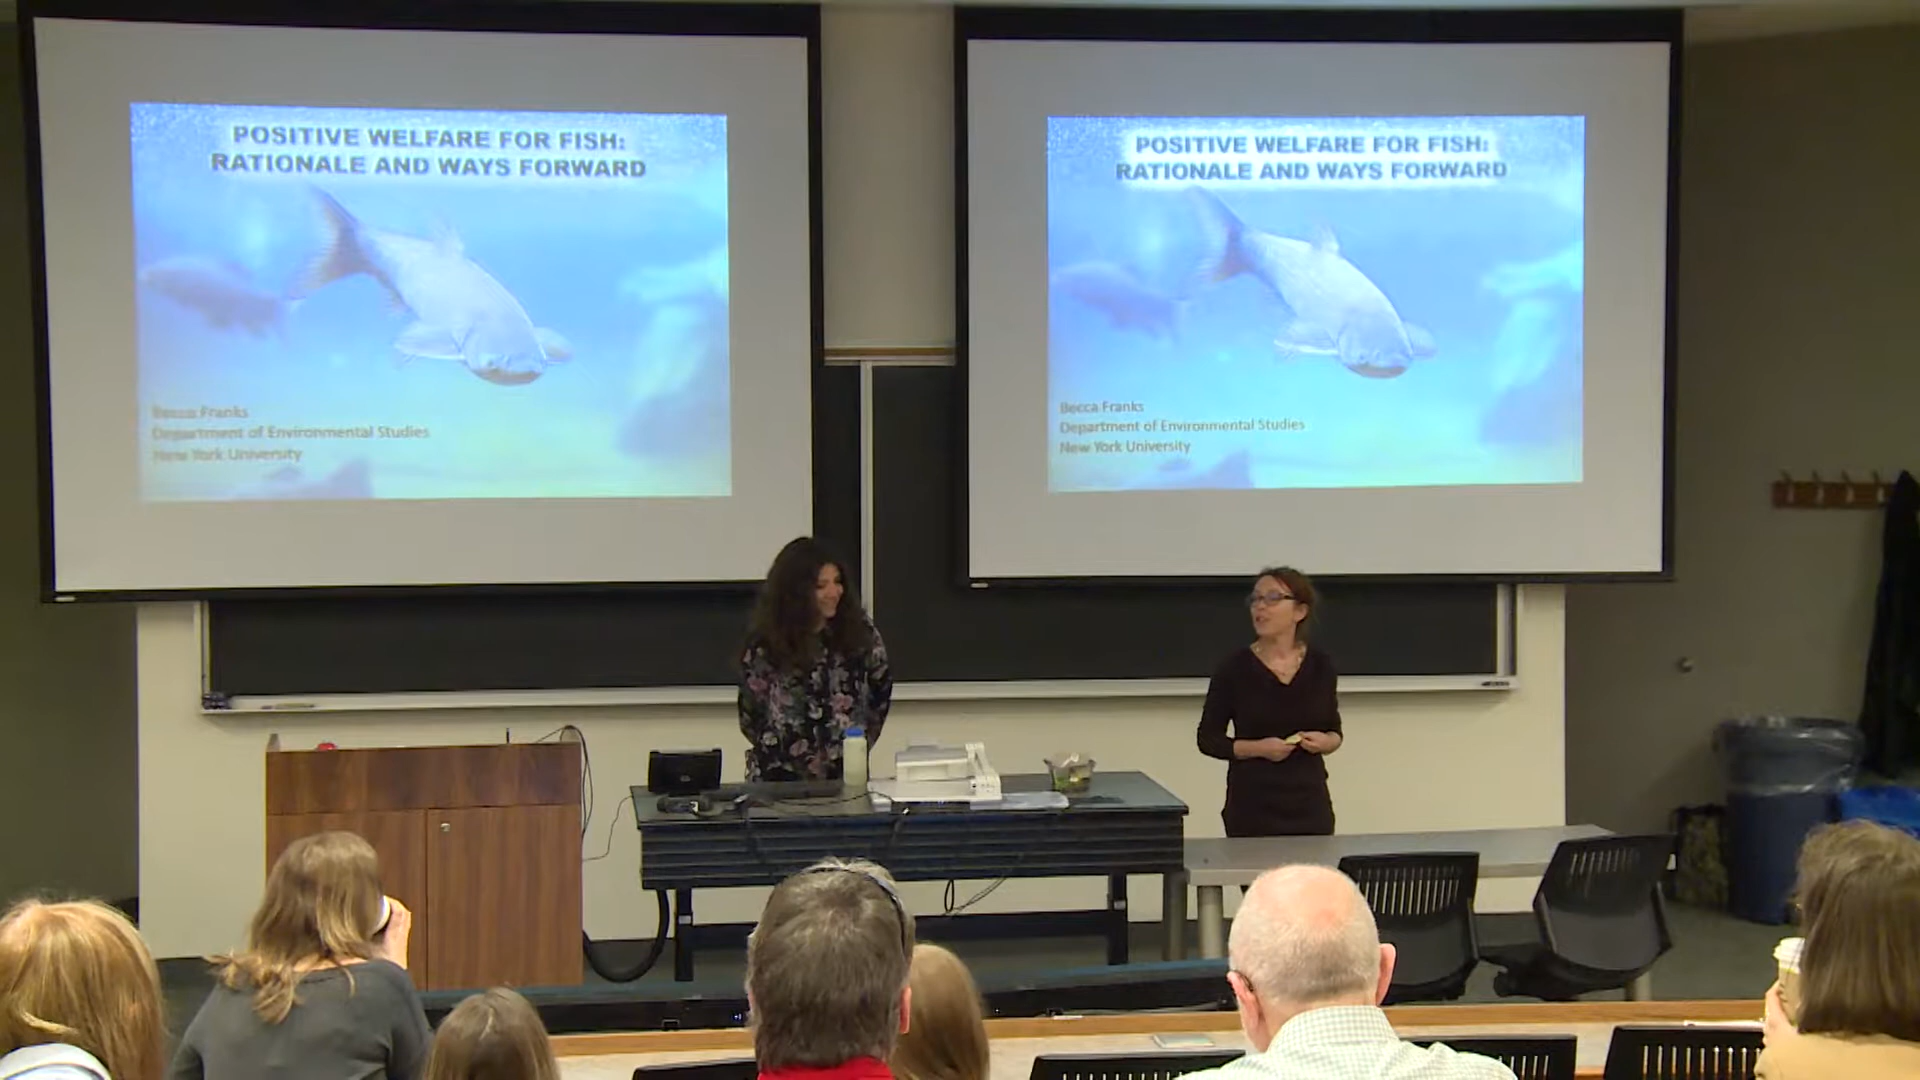 POSITIVE WELFARE FOR FISH:
RATIONALE AND WAYS FORWARD
Becca Franks
Department of Environmental Studies
New York University
POSITIVE WELFARE FOR FISH:
RATIONALE AND WAYS FORWARD
Becca Franks
Department of Environmental Studies
New York University